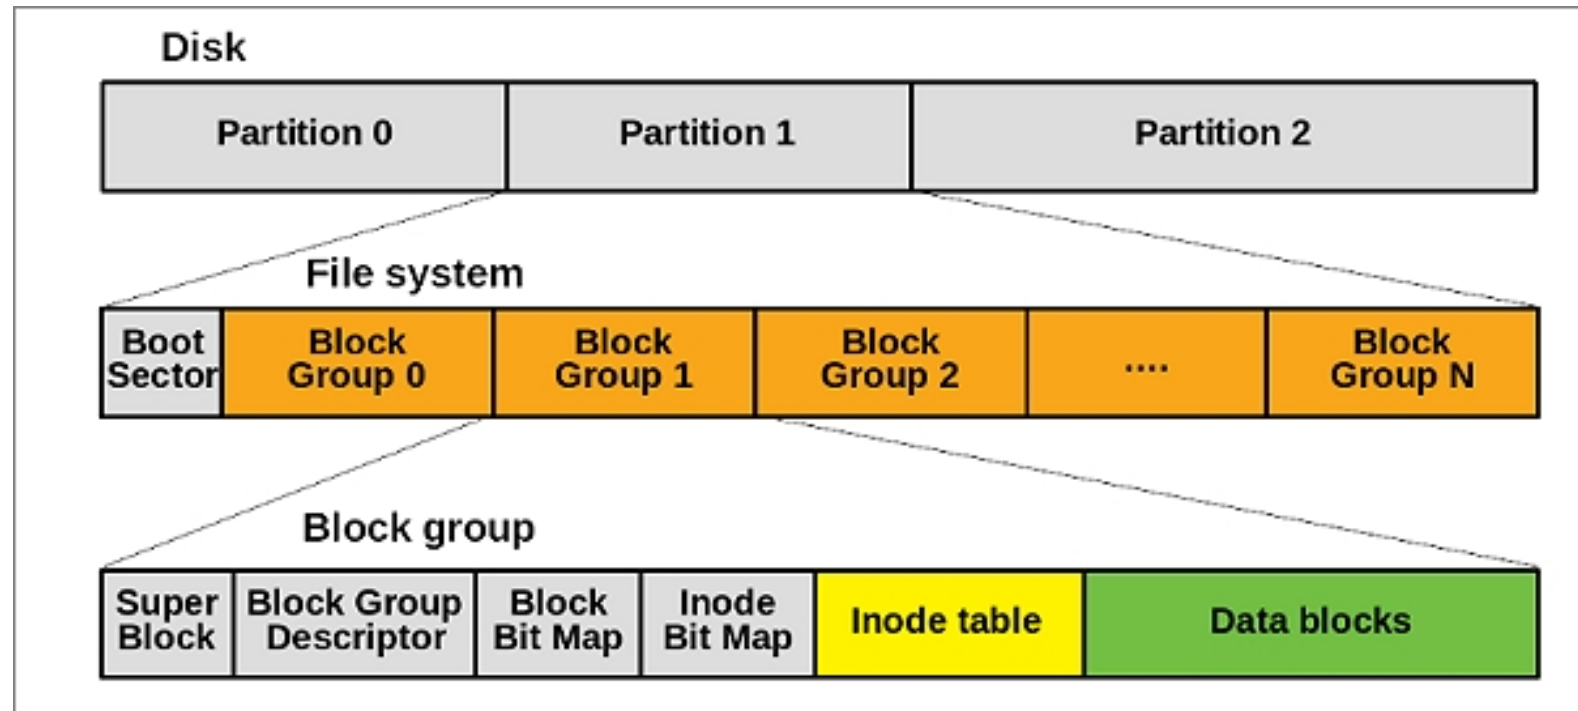 Disk
Partition 0
Partition 1
Partition 2
File system
Boot
Sector
Block
Group 0
Block
Group 1
Block
Group 2
....
Block
Group N
Block group
Super
Block
Block Group
Descriptor
Block
Bit Map
Inode
Bit Map
Inode table
Data blocks